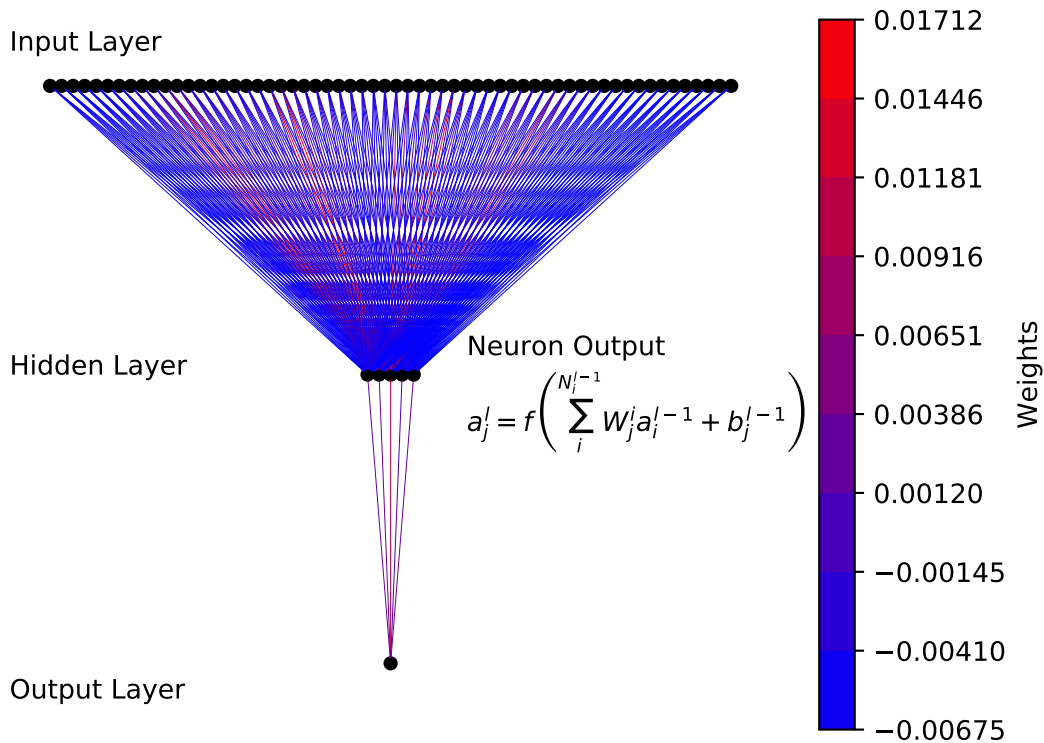 Input Layer
Hidden Layer
Output Layer
Neuron Output
$a_j^l = f\left(\sum_i^{N_i^{l-1}} W_j^i a_i^{l-1} + b_j^{l-1}\right)$
0.01712
0.01446
0.01181
0.00916
0.00651
0.00386
0.00120
−0.00145
−0.00410
−0.00675
Weights